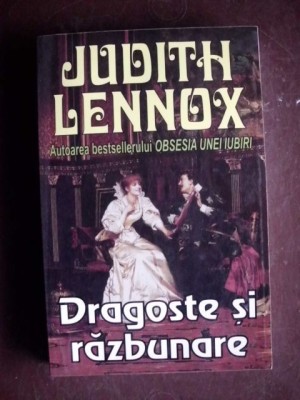 JUDITH
LENNOX
Autoarea bestsellerului OBSESIA UNEI IUBIRI
Dragoste și
răzbunare